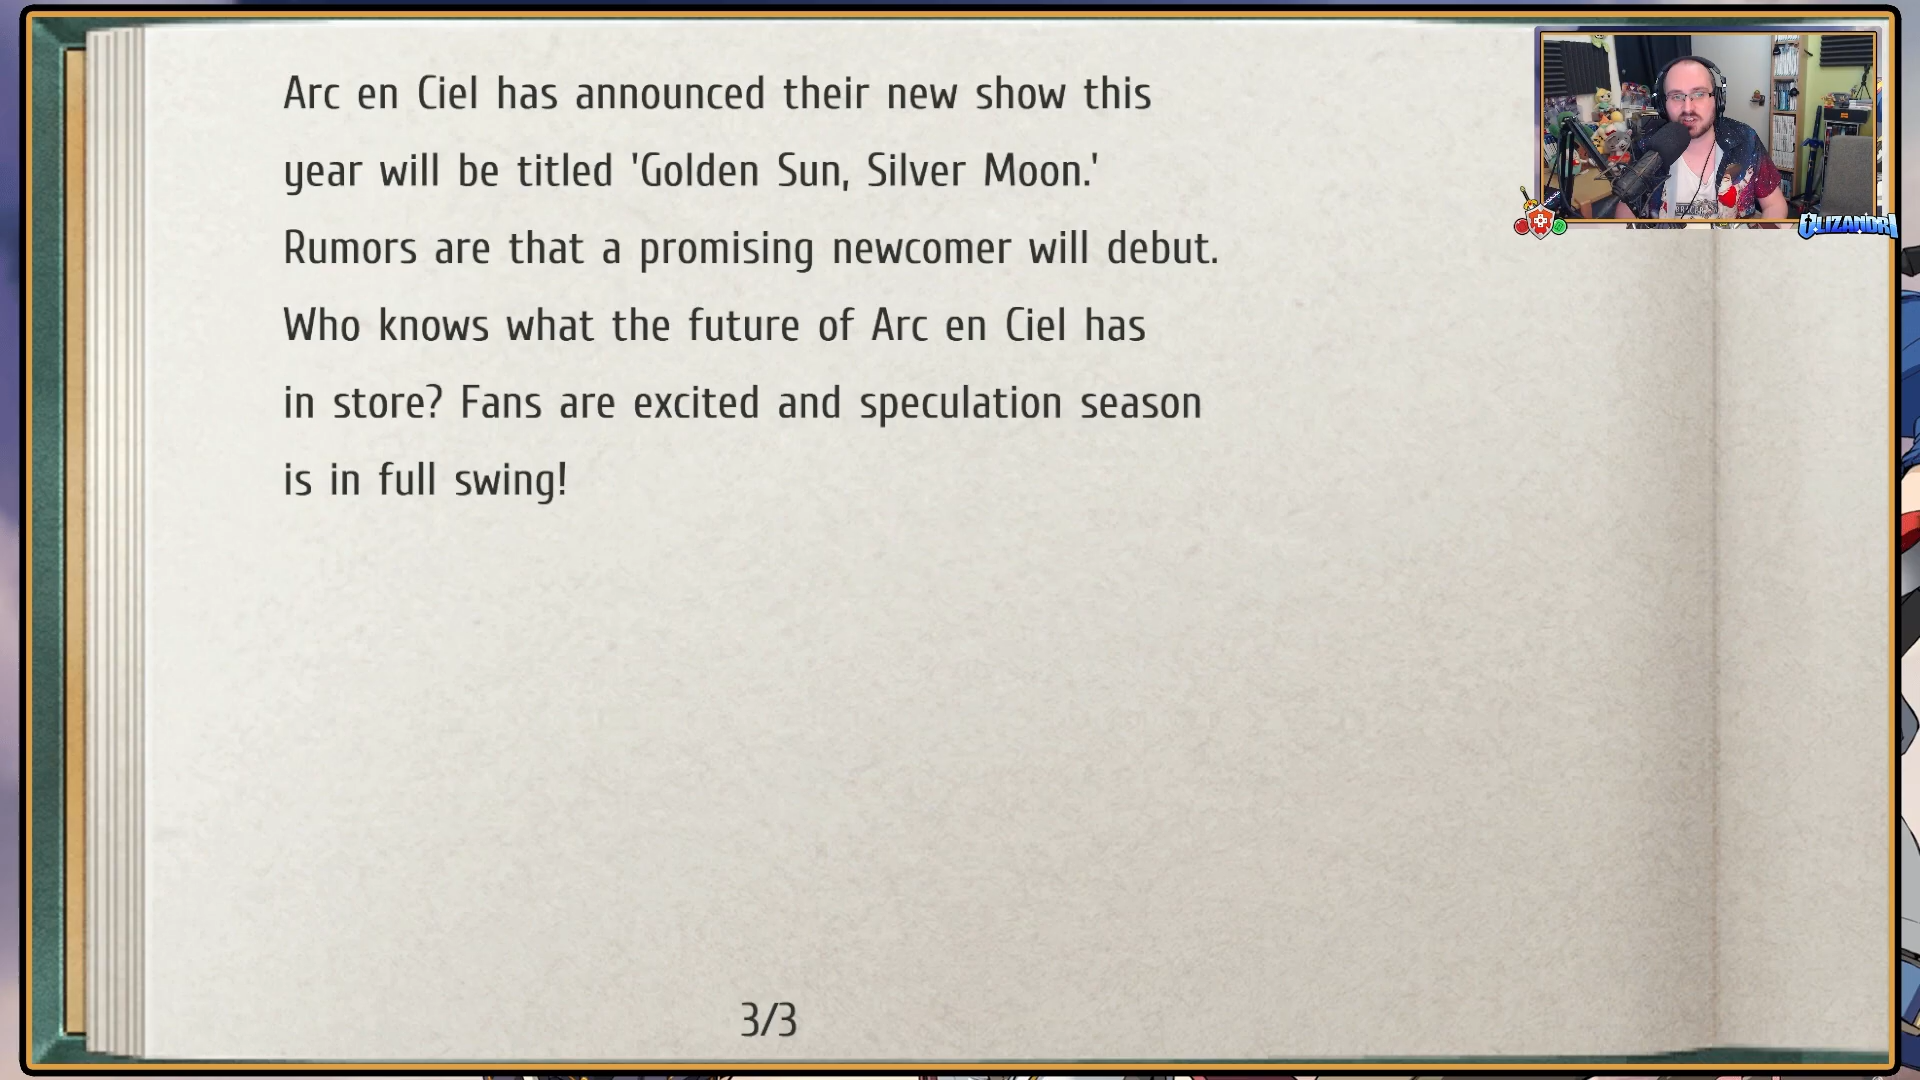 Arc en Ciel has announced their new show this
year will be titled 'Golden Sun, Silver Moon.'
Rumors are that a promising newcomer will debut.
Who knows what the future of Arc en Ciel has
in store? Fans are excited and speculation season
is in full swing!
3/3
OLIZANDRI